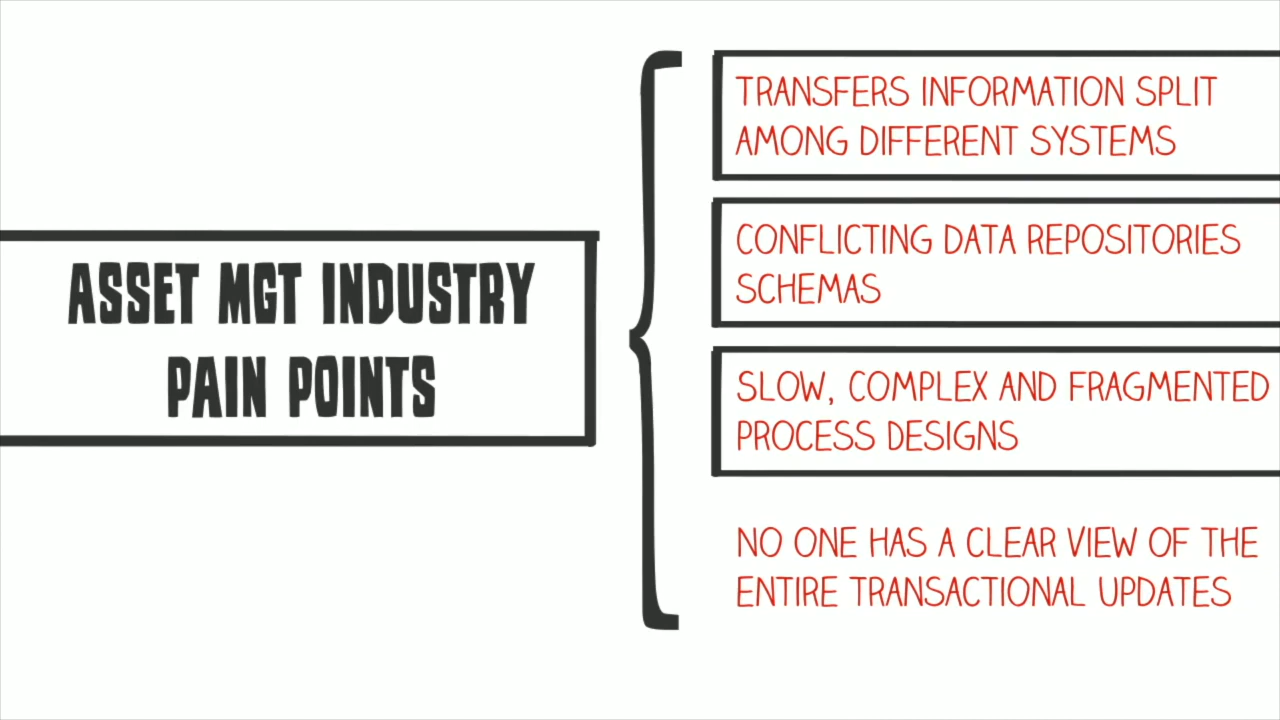 ASSET MGT INDUSTRY
PAIN POINTS
TRANSFERS INFORMATION SPLIT
AMONG DIFFERENT SYSTEMS
CONFLICTING DATA REPOSITORIES
SCHEMAS
SLOW, COMPLEX AND FRAGMENTED
PROCESS DESIGNS
NO ONE HAS A CLEAR VIEW OF THE
ENTIRE TRANSACTIONAL UPDATES